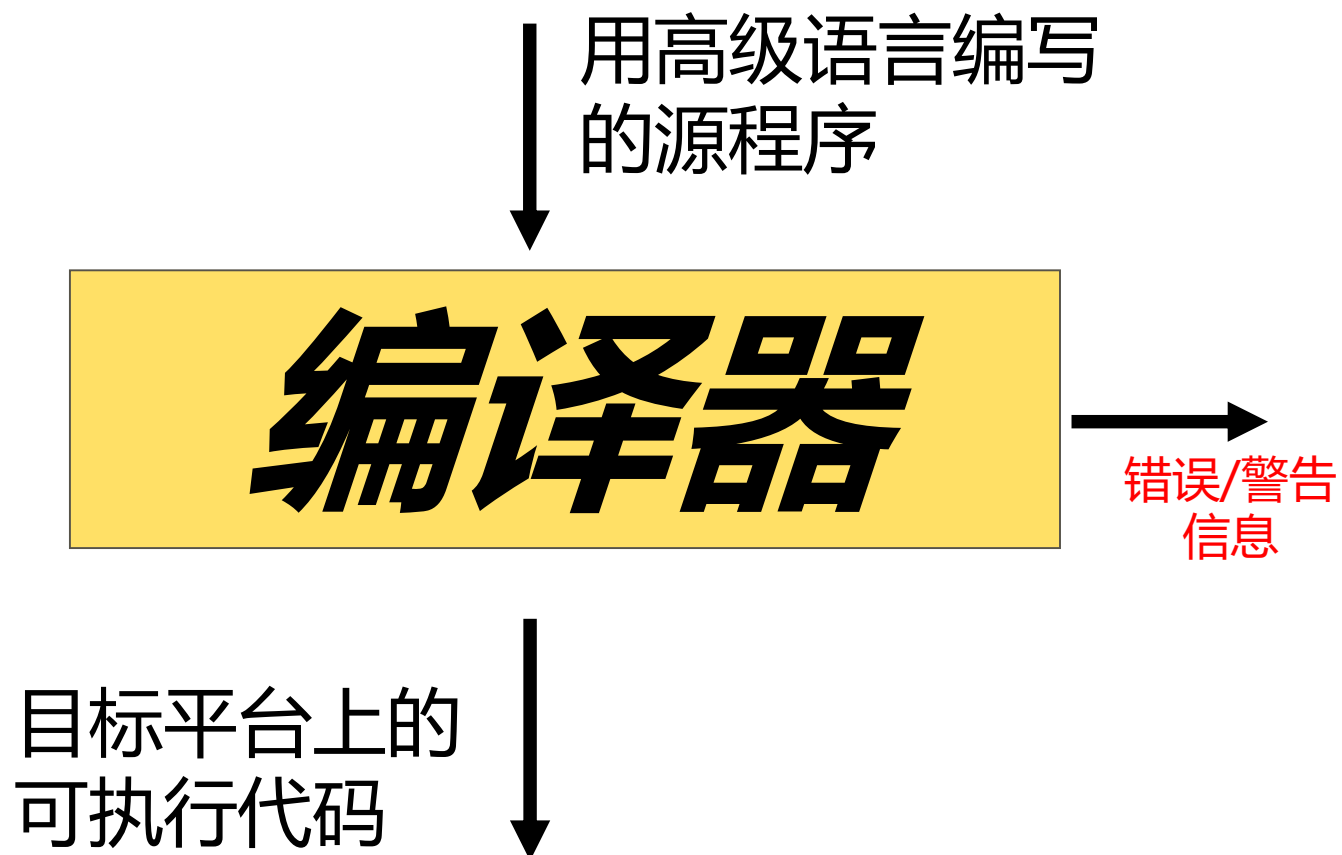 用高级语言编写
的源程序
编译器
错误/警告
信息
目标平台上的
可执行代码